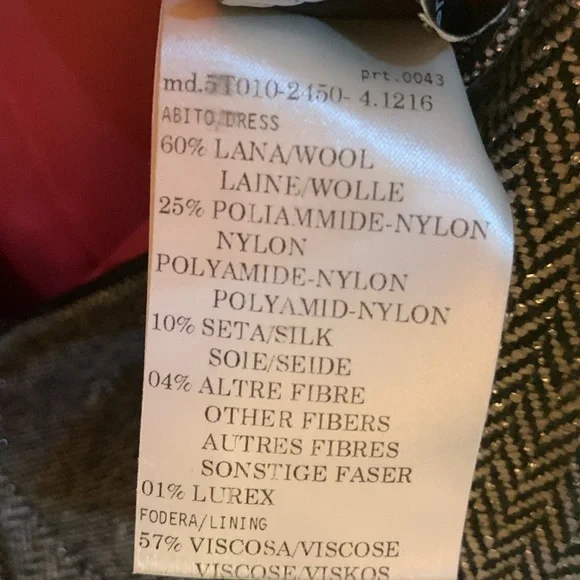 prt.0043
md.5T010-2450- 4.1216
ABITO/DRESS
60% LANA/WOOL
LAINE/WOLLE
25% POLIAMMIDE-NYLON
NYLON
POLYAMIDE-NYLON
POLYAMID-NYLON
10% SETA/SILK
SOIE/SEIDE
04% ALTRE FIBRE
OTHER FIBERS
AUTRES FIBRES
SONSTIGE FASER
01% LUREX
FODERA/LINING
57% VISCOSA/VISCOSE
VISCOSE/VISKOS